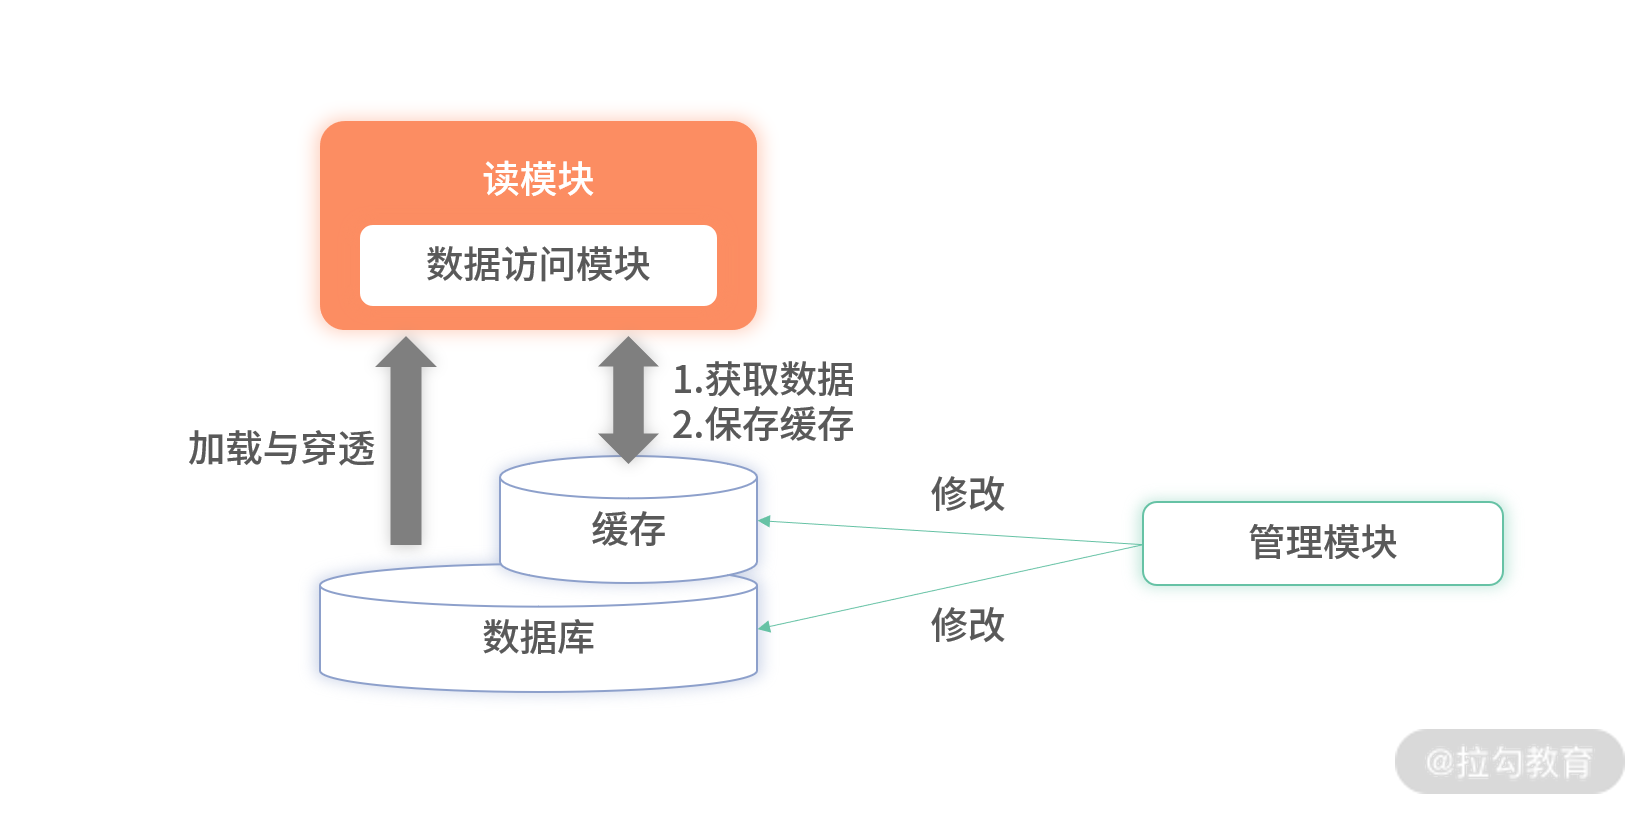 读模块
数据访问模块
1.获取数据
2.保存缓存
加载与穿透
修改
缓存
管理模块
修改
数据库
@拉勾教育